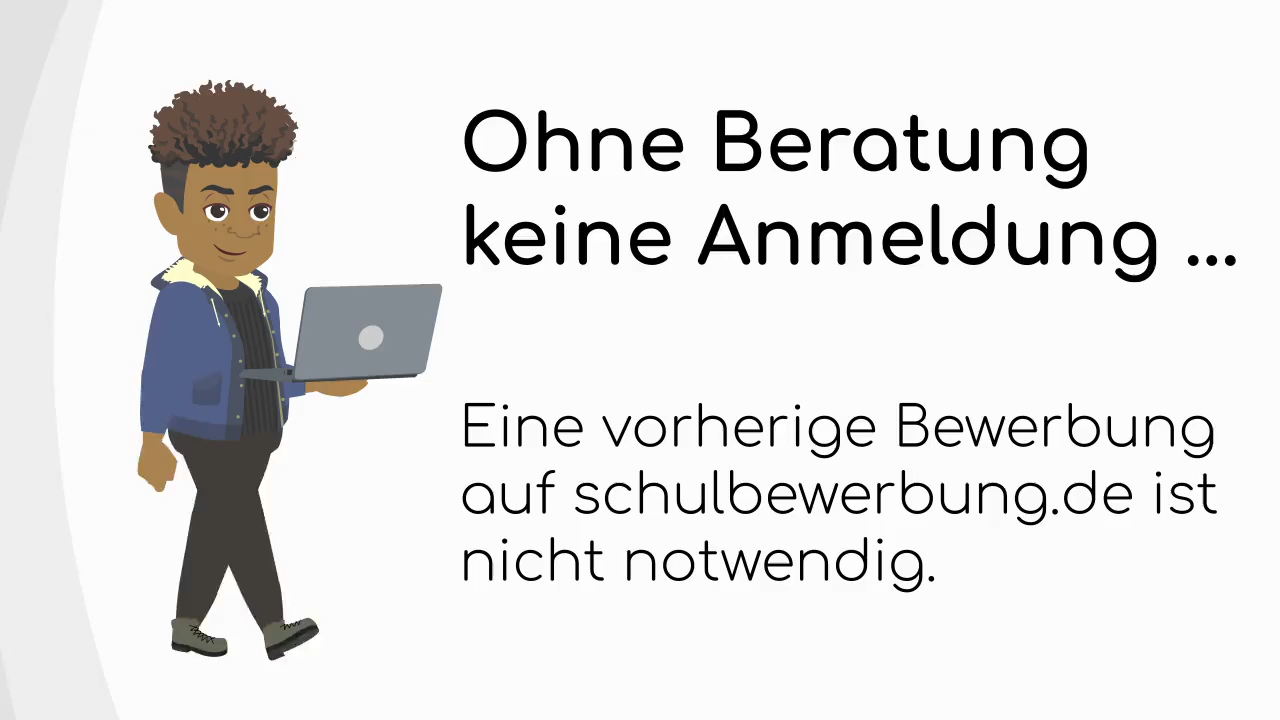 Ohne Beratung
keine Anmeldung ...
Eine vorherige Bewerbung
auf schulbewerbung.de ist
nicht notwendig.